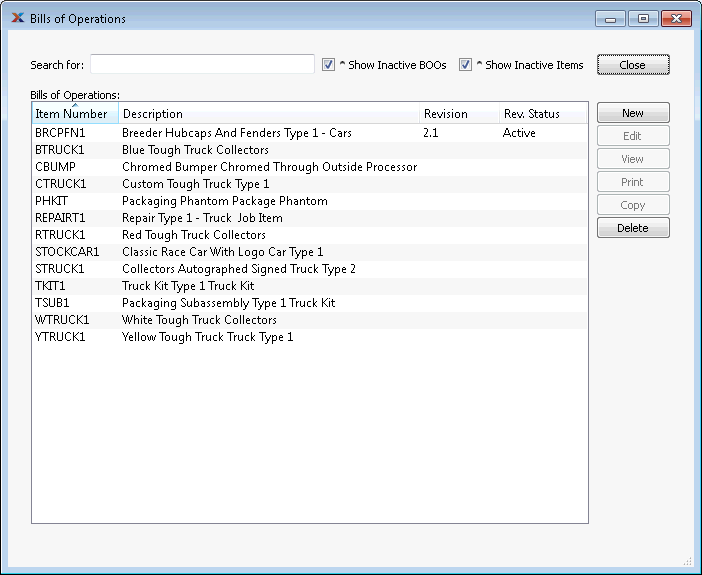 Bills of Operations
Search for:
^ Show Inactive BOOs
^ Show Inactive Items
Close
Bills of Operations:
Item Number Description Revision Rev. Status
BRCPFN1 Breeder Hubcaps And Fenders Type 1 - Cars 2.1 Active
BTRUCK1 Blue Tough Truck Collectors
CBUMP Chromed Bumper Chromed Through Outside Processor
CTRUCK1 Custom Tough Truck Type 1
PHKIT Packaging Phantom Package Phantom
REPAIRT1 Repair Type 1 - Truck  Job Item
RTRUCK1 Red Tough Truck Collectors
STOCKCAR1 Classic Race Car With Logo Car Type 1
STRUCK1 Collectors Autographed Signed Truck Type 2
TKIT1 Truck Kit Type 1 Truck Kit
TSUB1 Packaging Subassembly Type 1 Truck Kit
WTRUCK1 White Tough Truck Collectors
YTRUCK1 Yellow Tough Truck Truck Type 1
New
Edit
View
Print
Copy
Delete